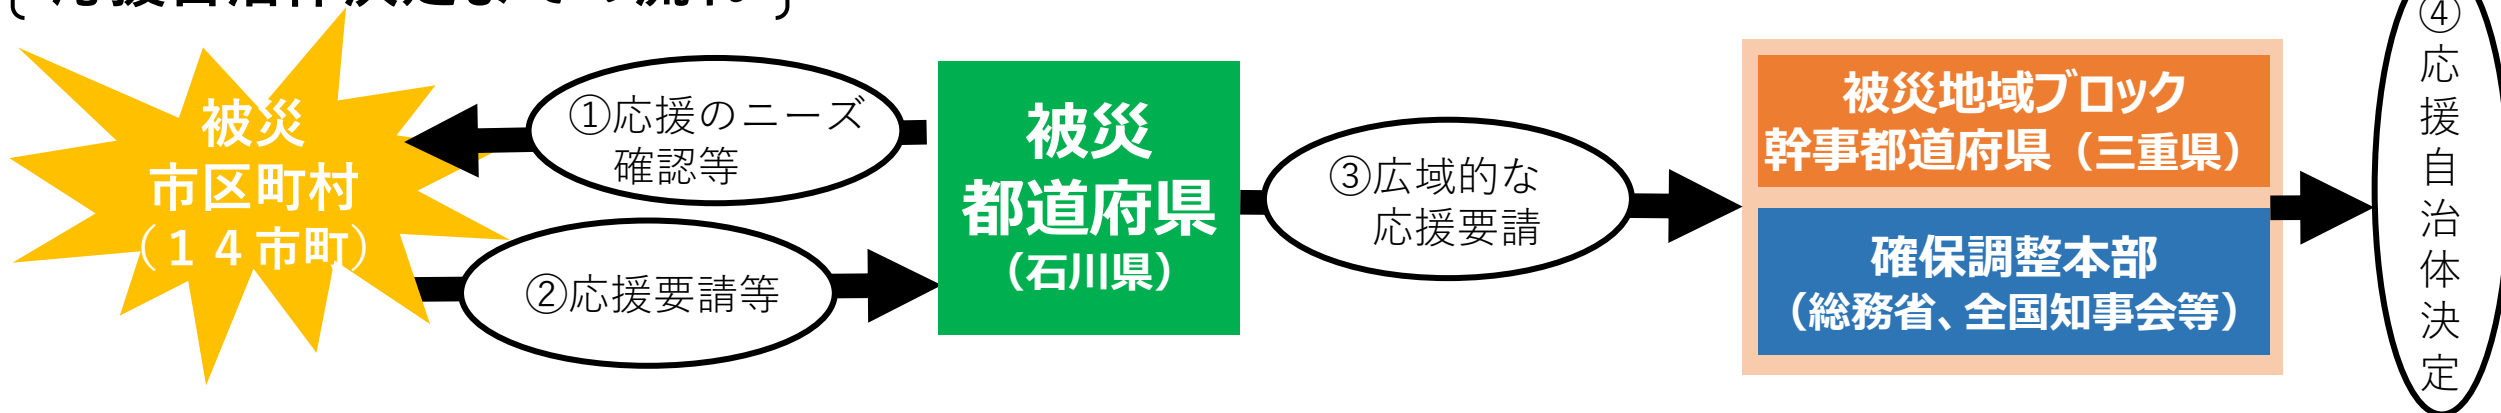 被災
市区町村
（１４市町）
①応援のニーズ
確認等
②応援要請等
被災
都道府県
（石川県）
③広域的な
応援要請
被災地域ブロック
幹事都道府県（三重県）
確保調整本部
（総務省、全国知事会等）
④応援自治体決定